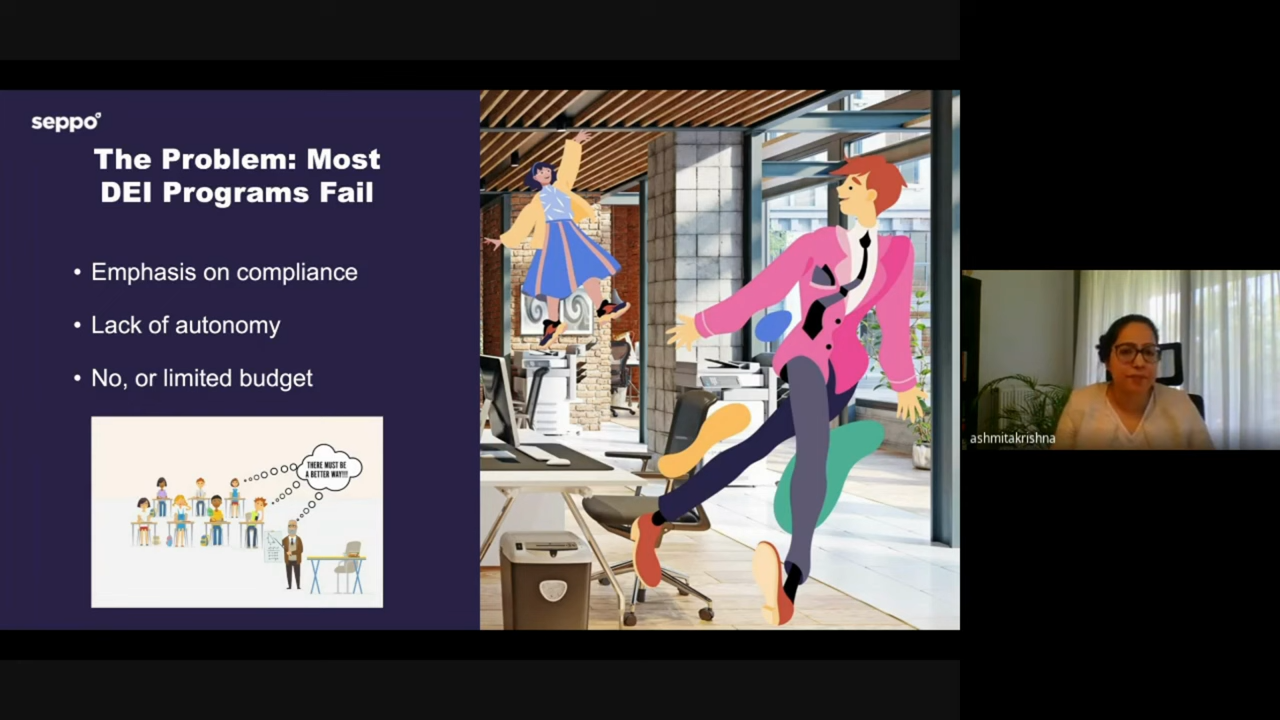 seppo
The Problem: Most
DEI Programs Fail
• Emphasis on compliance
• Lack of autonomy
• No, or limited budget
THERE MUST BE
A BETTER WAY!!!
ashmitakrishna